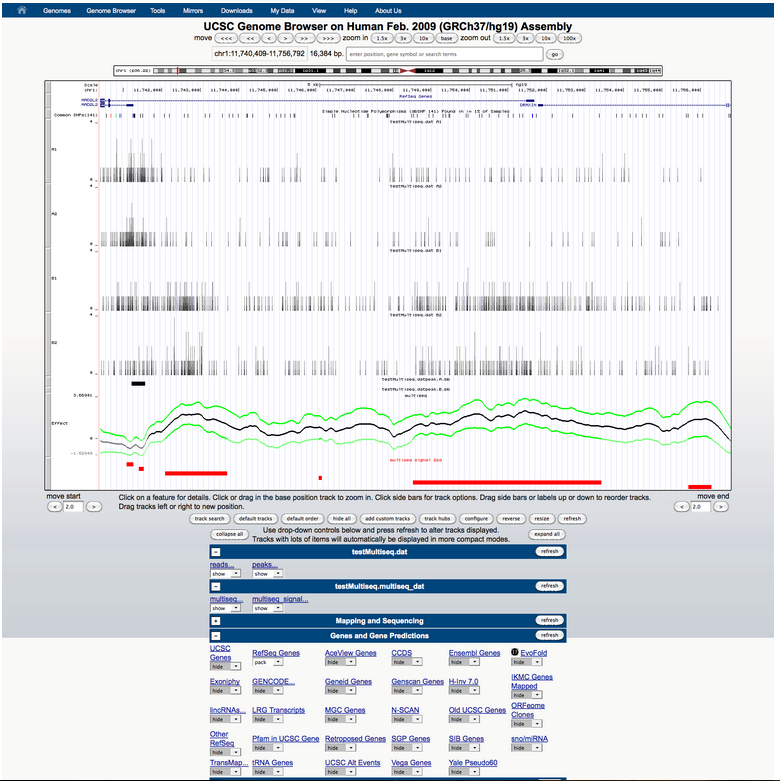 Genomes Genome Browser Tools Mirrors Downloads My Data View Help About Us
UCSC Genome Browser on Human Feb. 2009 (GRCh37/hg19) Assembly
move <<< << < > >> >>> zoom in 1.5x 3x 10x base zoom out 1.5x 3x 10x 100x
chr1:11,740,409-11,756,792 16,384 bp. enter position, gene symbol or search terms go
chr1 (p36.22)
Scale 5 kb hg19
chr1: 11,742,000 11,743,000 11,744,000 11,745,000 11,746,000 11,747,000 11,748,000 11,749,000 11,750,000 11,751,000 11,752,000 11,753,000 11,754,000 11,755,000 11,756,000
RefSeq Genes
MAD2L2
MAD2L2 DRAXIN
Simple Nucleotide Polymorphisms (dbSNP 141) Found in >= 1% of Samples
Common SNPs(141)
testMultiseq.dat A1
A1
testMultiseq.dat A2
A2
testMultiseq.dat B1
B1
testMultiseq.dat B2
B2
multiseq
Effect
move start Click on a feature for details. Click or drag in the base position track to zoom in. Click side bars for track options. Drag side bars or labels up or down to reorder tracks. move end
< 2.0 > Drag tracks left or right to new position. < 2.0 >
track search default tracks default order hide all add custom tracks track hubs configure reverse resize refresh
collapse all Use drop-down controls below and press refresh to alter tracks displayed. expand all
Tracks with lots of items will automatically be displayed in more compact modes.
- testMultiseq.dat refresh
reads... peaks...
show show
- testMultiseq.multiseq_dat refresh
multiseq... multiseq_signal...
show show
+ Mapping and Sequencing refresh
- Genes and Gene Predictions refresh
UCSC Genes RefSeq Genes AceView Genes CCDS Ensembl Genes EvoFold
hide pack hide hide hide hide
Exoniphy GENCODE... Geneid Genes Genscan Genes H-Inv 7.0 IKMC Genes Mapped
hide hide hide hide hide hide
lincRNAs... LRG Transcripts MGC Genes N-SCAN Old UCSC Genes ORFeome Clones
hide hide hide hide hide hide
Other RefSeq Pfam in UCSC Gene Retroposed Genes SGP Genes SIB Genes sno/miRNA
hide hide hide hide hide hide
TransMap... tRNA Genes UCSC Alt Events Vega Genes Yale Pseudo60
hide hide hide hide hide